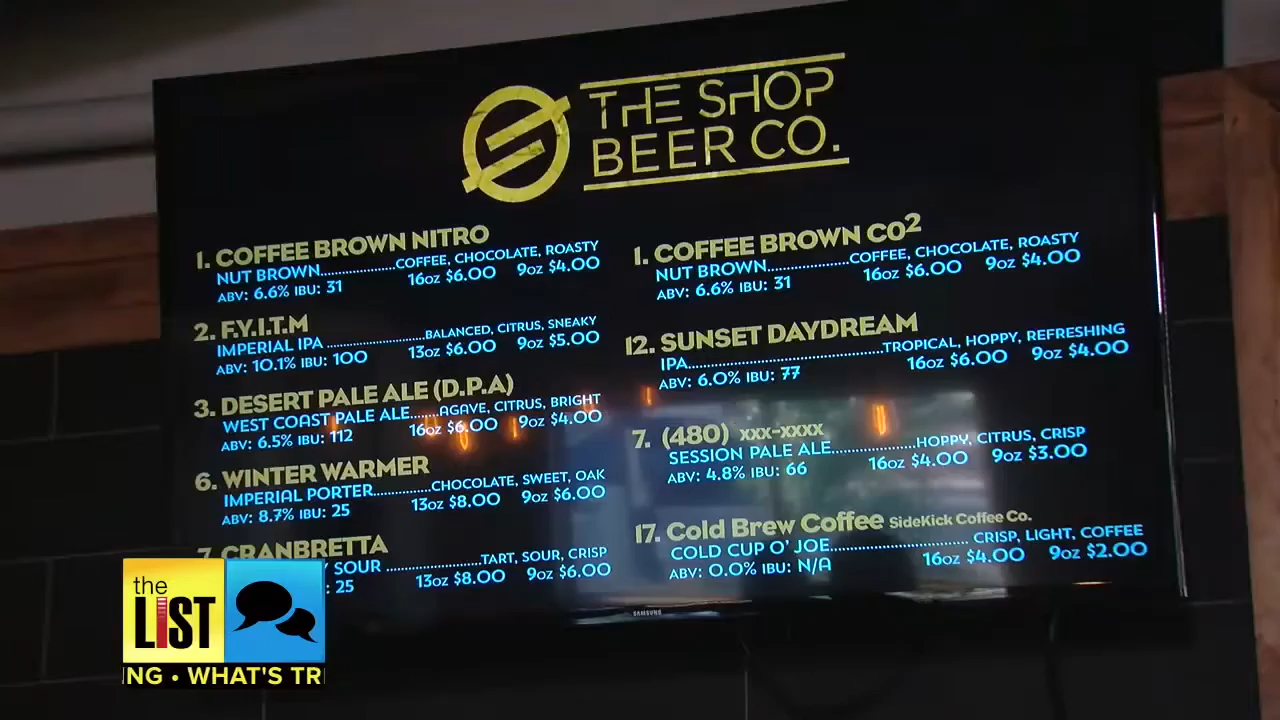 THE SHOP
BEER CO.
1. COFFEE BROWN NITRO
NUT BROWN....................COFFEE, CHOCOLATE, ROASTY
ABV: 6.6% IBU: 31 16oz $6.00 9oz $4.00
2. F.Y.I.T.M
IMPERIAL IPA ..........................BALANCED, CITRUS, SNEAKY
ABV: 10.1% IBU: 100 13oz $6.00 9oz $5.00
3. DESERT PALE ALE (D.P.A)
WEST COAST PALE ALE........AGAVE, CITRUS, BRIGHT
ABV: 6.5% IBU: 112 16oz $6.00 9oz $4.00
6. WINTER WARMER
IMPERIAL PORTER................CHOCOLATE, SWEET, OAK
ABV: 8.7% IBU: 25 13oz $8.00 9oz $6.00
7. CRANBRETTA
SOUR .........................TART, SOUR, CRISP
: 25 13oz $8.00 9oz $6.00
1. COFFEE BROWN CO²
NUT BROWN......................COFFEE, CHOCOLATE, ROASTY
ABV: 6.6% IBU: 31 16oz $6.00 9oz $4.00
12. SUNSET DAYDREAM
IPA....................................................TROPICAL, HOPPY, REFRESHING
ABV: 6.0% IBU: 77 16oz $6.00 9oz $4.00
7. (480) xxx-xxxx
SESSION PALE ALE......................HOPPY, CITRUS, CRISP
ABV: 4.8% IBU: 66 16oz $4.00 9oz $3.00
17. Cold Brew Coffee SideKick Coffee Co.
COLD CUP O' JOE...................................... CRISP, LIGHT, COFFEE
ABV: 0.0% IBU: N/A 16oz $4.00 9oz $2.00
SAMSUNG
the
LIST
NG • WHAT'S TR